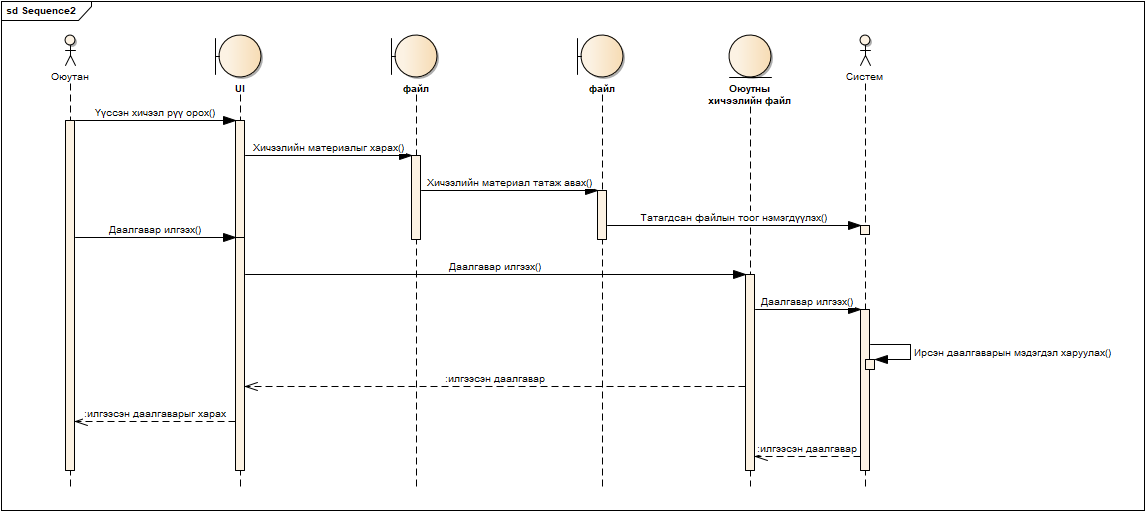 sd Sequence2
Оюутан
UI
файл
файл
Оюутны
хичээлийн файл
Систем
Үүссэн хичээл рүү орох()
Хичээлийн материалыг харах()
Хичээлийн материал татаж авах()
Татагдсан файлын тоог нэмэгдүүлэх()
Даалгавар илгээх()
Даалгавар илгээх()
Даалгавар илгээх()
Ирсэн даалгаварын мэдэгдэл харуулах()
:илгээсэн даалгавар
:илгээсэн даалгаварыг харах
:илгээсэн даалгавар